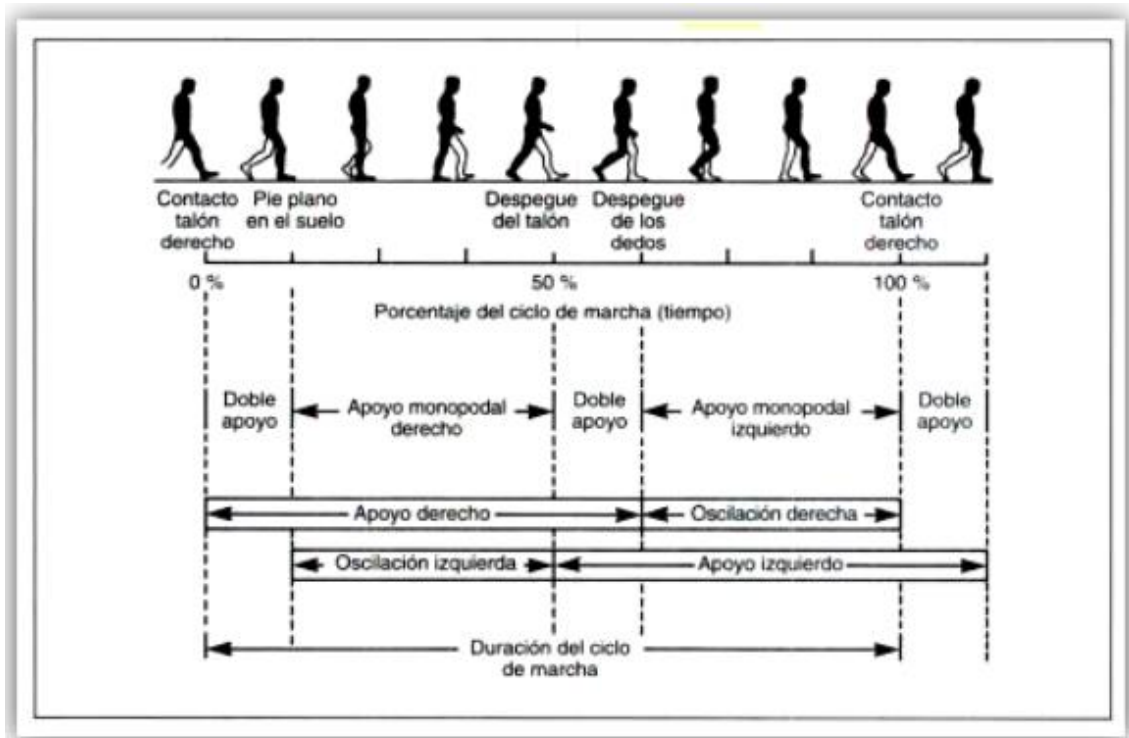 Contacto talón derecho
Pie plano en el suelo
Despegue del talón
Despegue de los dedos
Contacto talón derecho
0 %
50 %
100 %
Porcentaje del ciclo de marcha (tiempo)
Doble apoyo
Apoyo monopodal derecho
Doble apoyo
Apoyo monopodal izquierdo
Doble apoyo
Apoyo derecho
Oscilación derecha
Oscilación izquierda
Apoyo izquierdo
Duración del ciclo de marcha